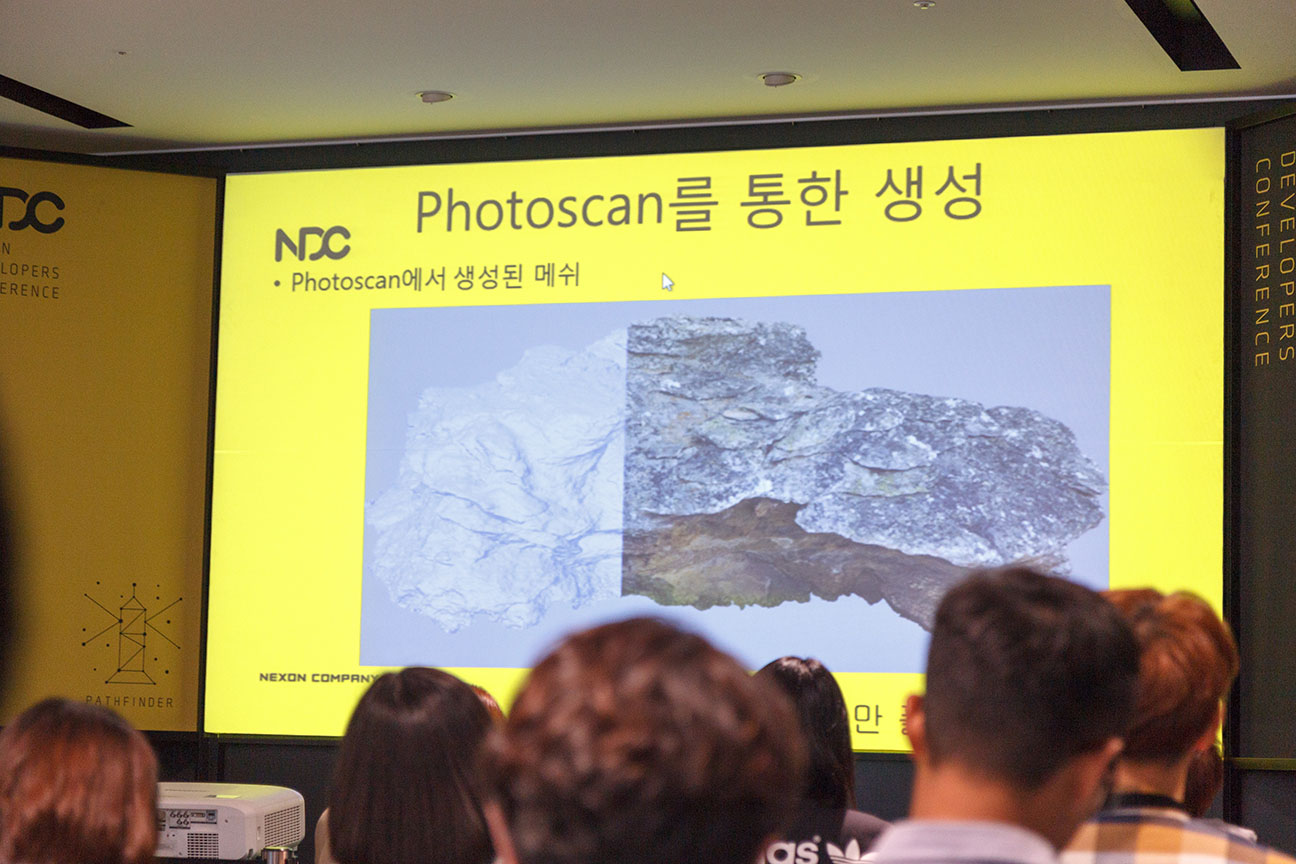 Photoscan를 통한 생성
NDC
• Photoscan에서 생성된 메쉬
NEXON COMPANY
만
DEVELOPERS
CONFERENCE
PATHFINDER